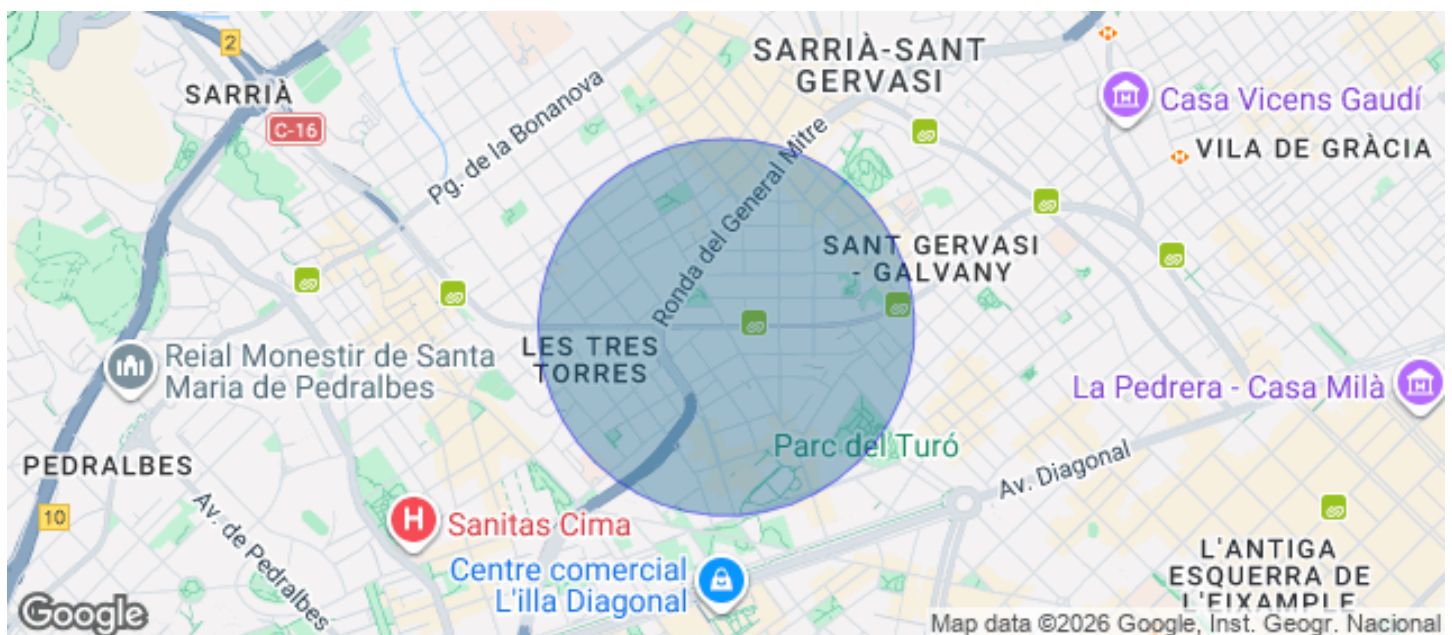 2
SARRIÀ-SANT
GERVASI
SARRIÀ
C-16
Pg. de la Bonanova
Ronda del General Mitre
Casa Vicens Gaudí
VILA DE GRÀCIA
SANT GERVASI
- GALVANY
LES TRES
TORRES
Reial Monestir de Santa
Maria de Pedralbes
La Pedrera - Casa Milà
PEDRALBES
Parc del Turó
Av. Diagonal
10
Av. de Pedralbes
H
Sanitas Cima
Centre comercial
L'illa Diagonal
L'ANTIGA
ESQUERRA DE
L'EIXAMPLE
Google
Map data ©2026 Google, Inst. Geogr. Nacional